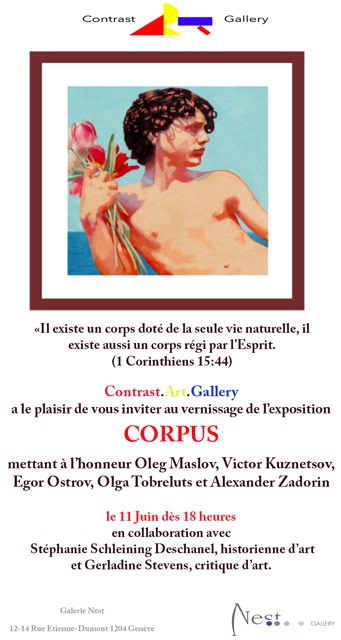 Contrast ART Gallery
«Il existe un corps doté de la seule vie naturelle, il
existe aussi un corps régi par l’Esprit.
(1 Corinthiens 15:44)
Contrast.Art.Gallery
a le plaisir de vous inviter au vernissage de l’exposition
CORPUS
mettant à l’honneur Oleg Maslov, Victor Kuznetsov,
Egor Ostrov, Olga Tobreluts et Alexander Zadorin
le 11 Juin dès 18 heures
en collaboration avec
Stéphanie Schleining Deschanel, historienne d’art
et Gerladine Stevens, critique d’art.
Galerie Nest
12-14 Rue Etienne-Dumont 1204 Genève
Nest GALLERY